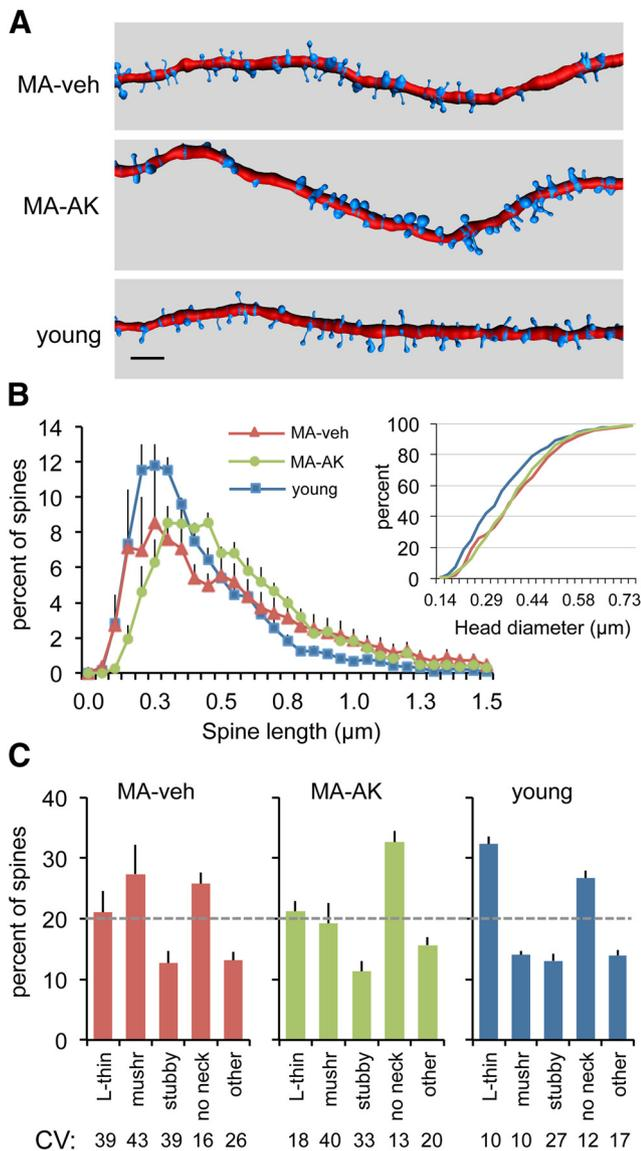 A
MA-veh
MA-AK
young
B
14
12
10
8
6
4
2
0
percent of spines
0.0 0.3 0.5 0.8 1.0 1.3 1.5
Spine length (µm)
MA-veh
MA-AK
young
100
80
60
40
20
0
percent
0.14 0.29 0.44 0.58 0.73
Head diameter (µm)
C
MA-veh MA-AK young
40
30
20
10
0
percent of spines
L-thin mushr stubby no neck other L-thin mushr stubby no neck other L-thin mushr stubby no neck other
CV: 39 43 39 16 26 18 40 33 13 20 10 10 27 12 17